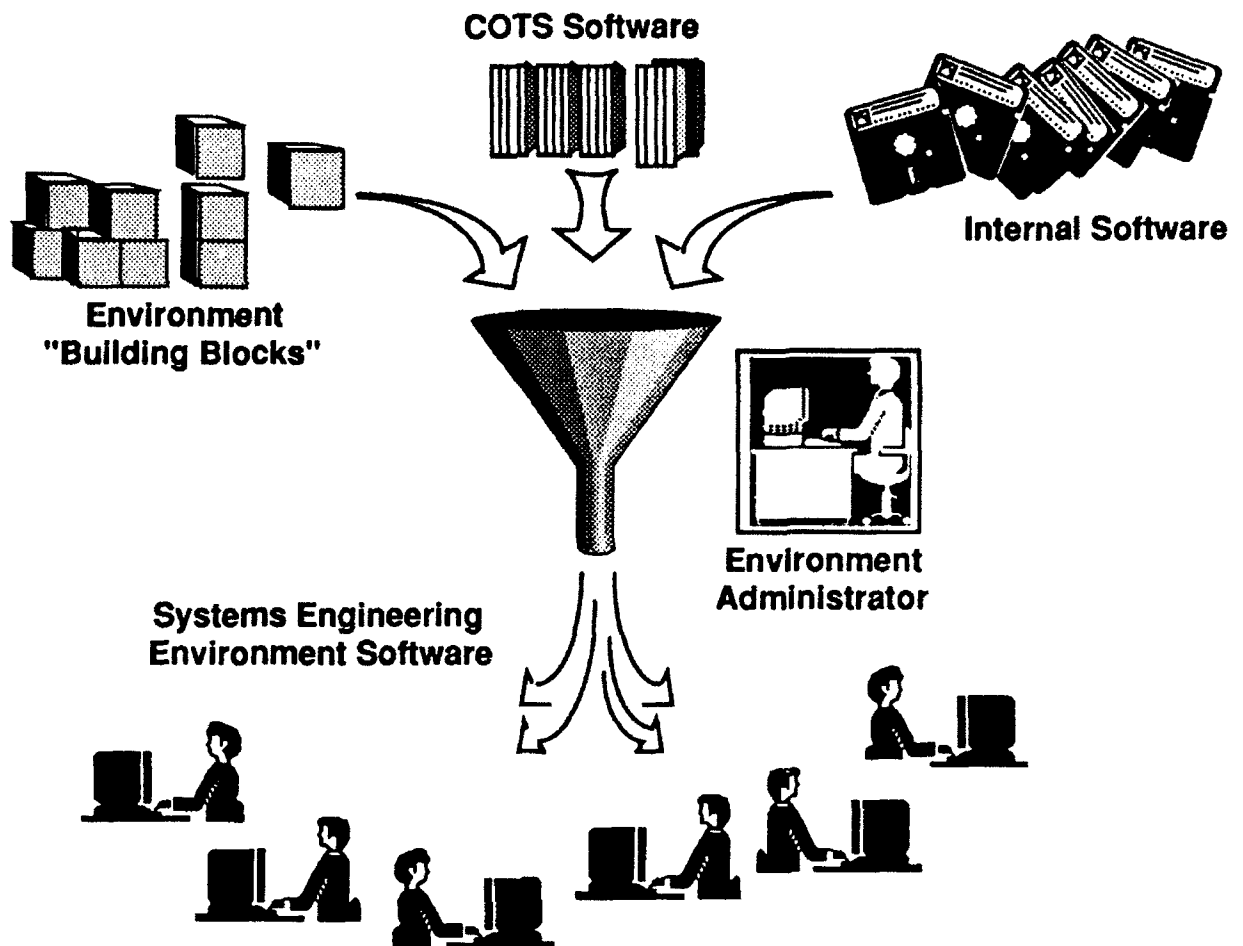 COTS Software
Internal Software
Environment
"Building Blocks"
Environment
Administrator
Systems Engineering
Environment Software